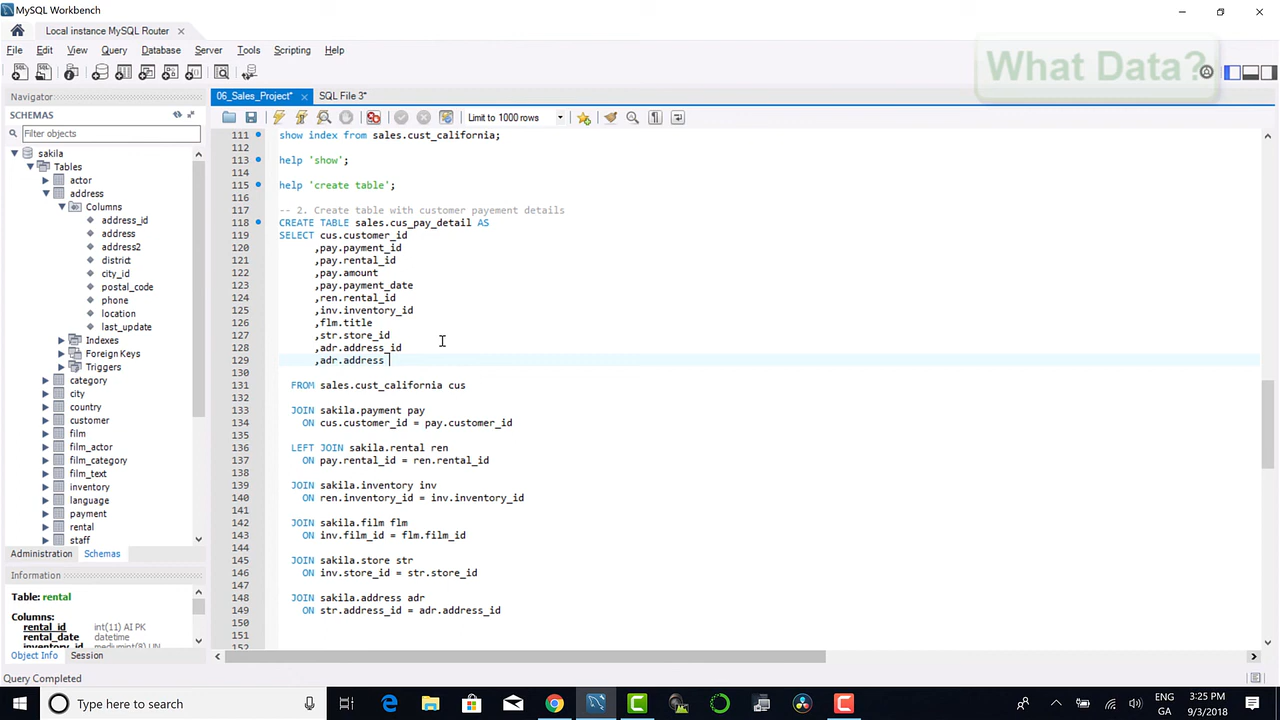 MySQL Workbench
Local instance MySQL Router
File Edit View Query Database Server Tools Scripting Help
What Data?
Navigator
SCHEMAS
Filter objects
sakila
Tables
actor
address
Columns
address_id
address
address2
district
city_id
postal_code
phone
location
last_update
Indexes
Foreign Keys
Triggers
category
city
country
customer
film
film_actor
film_category
film_text
inventory
language
payment
rental
staff
Administration Schemas
Information
Table: rental
Columns:
rental_id int(11) AI PK
rental_date datetime
inventory_id mediumint(8) UN
Object Info Session
06_Sales_Project* SQL File 3*
Limit to 1000 rows
111 show index from sales.cust_california;
112
113 help 'show';
114
115 help 'create table';
116
117 -- 2. Create table with customer payement details
118 CREATE TABLE sales.cus_pay_detail AS
119 SELECT cus.customer_id
120 ,pay.payment_id
121 ,pay.rental_id
122 ,pay.amount
123 ,pay.payment_date
124 ,ren.rental_id
125 ,inv.inventory_id
126 ,flm.title
127 ,str.store_id
128 ,adr.address_id
129 ,adr.address
130
131 FROM sales.cust_california cus
132
133 JOIN sakila.payment pay
134 ON cus.customer_id = pay.customer_id
135
136 LEFT JOIN sakila.rental ren
137 ON pay.rental_id = ren.rental_id
138
139 JOIN sakila.inventory inv
140 ON ren.inventory_id = inv.inventory_id
141
142 JOIN sakila.film flm
143 ON inv.film_id = flm.film_id
144
145 JOIN sakila.store str
146 ON inv.store_id = str.store_id
147
148 JOIN sakila.address adr
149 ON str.address_id = adr.address_id
150
151
152
Query Completed
Type here to search
ENG
GA
3:25 PM
9/3/2018